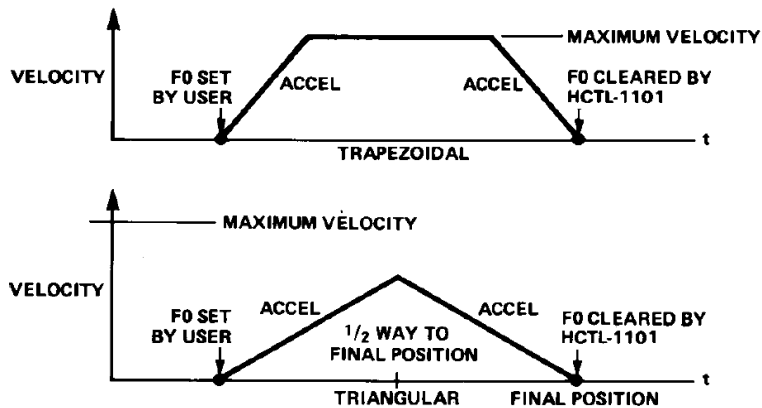 MAXIMUM VELOCITY
VELOCITY
F0 SET
BY USER
ACCEL
ACCEL
F0 CLEARED BY
HCTL-1101
t
TRAPEZOIDAL
MAXIMUM VELOCITY
VELOCITY
F0 SET
BY USER
ACCEL
ACCEL
1/2 WAY TO
FINAL POSITION
F0 CLEARED BY
HCTL-1101
t
TRIANGULAR
FINAL POSITION